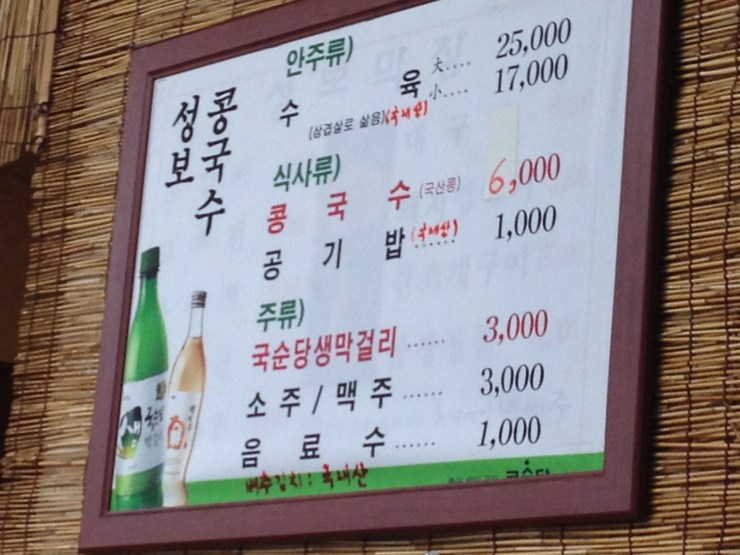 성보 콩국수
안주류)
수 육 大.... 25,000
小.... 17,000
(삼겹살로 삶음)(국내산)
식사류)
콩 국 수 (국산콩) 6,000
공 기 밥 (국내산)...... 1,000
주류)
국순당생막걸리 ...... 3,000
소 주 / 맥 주 ...... 3,000
음 료 수 ...... 1,000
배추김치: 국내산
국순당